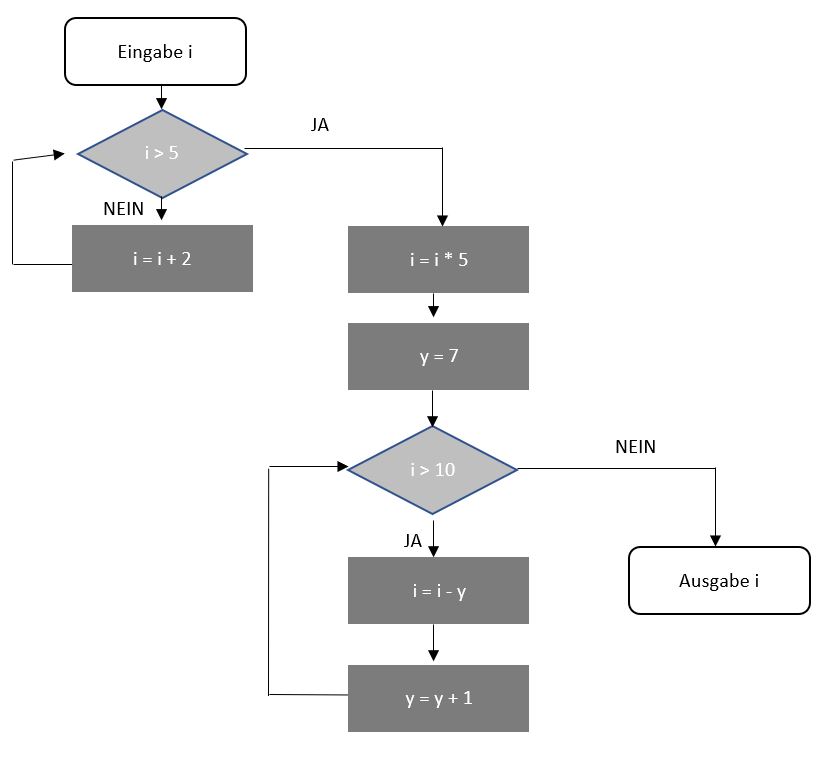 Eingabe i
JA
i > 5
NEIN
i = i + 2
i = i * 5
y = 7
i > 10
NEIN
JA
i = i - y
Ausgabe i
y = y + 1